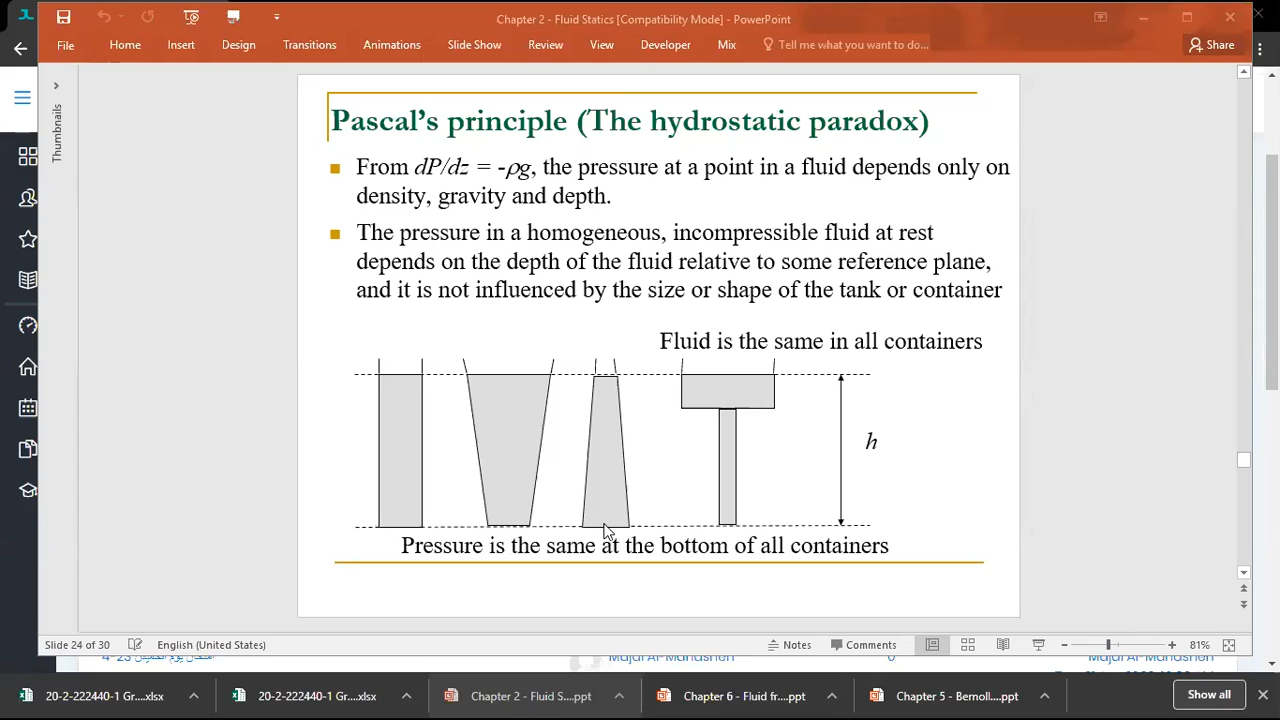 Chapter 2 - Fluid Statics [Compatibility Mode] - PowerPoint
File Home Insert Design Transitions Animations Slide Show Review View Developer Mix Tell me what you want to do... Share
Thumbnails
Pascal's principle (The hydrostatic paradox)
From dP/dz = -ρg, the pressure at a point in a fluid depends only on
density, gravity and depth.
The pressure in a homogeneous, incompressible fluid at rest
depends on the depth of the fluid relative to some reference plane,
and it is not influenced by the size or shape of the tank or container
Fluid is the same in all containers
h
Pressure is the same at the bottom of all containers
Slide 24 of 30 English (United States) Notes Comments 81%
20-2-222440-1 Gr....xlsx 20-2-222440-1 Gr....xlsx Chapter 2 - Fluid S....ppt Chapter 6 - Fluid fr....ppt Chapter 5 - Bernoll....ppt Show all